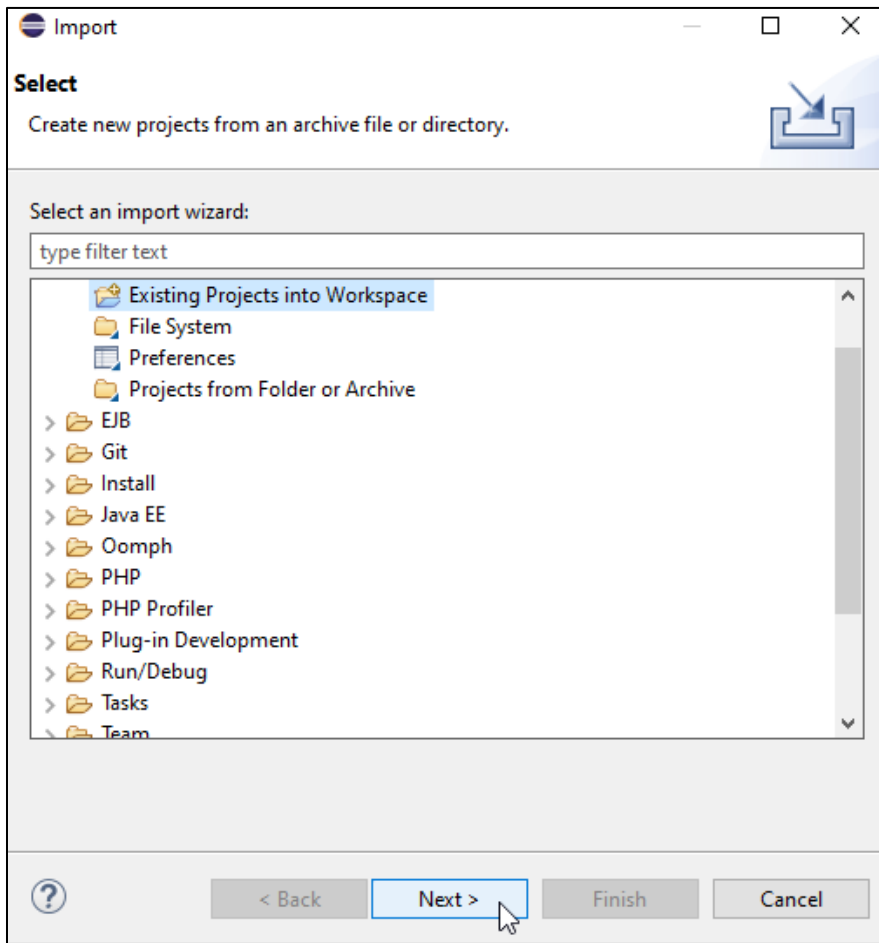 Import
Select
Create new projects from an archive file or directory.
Select an import wizard:
type filter text
Existing Projects into Workspace
File System
Preferences
Projects from Folder or Archive
EJB
Git
Install
Java EE
Oomph
PHP
PHP Profiler
Plug-in Development
Run/Debug
Tasks
Team
?
< Back Next > Finish Cancel